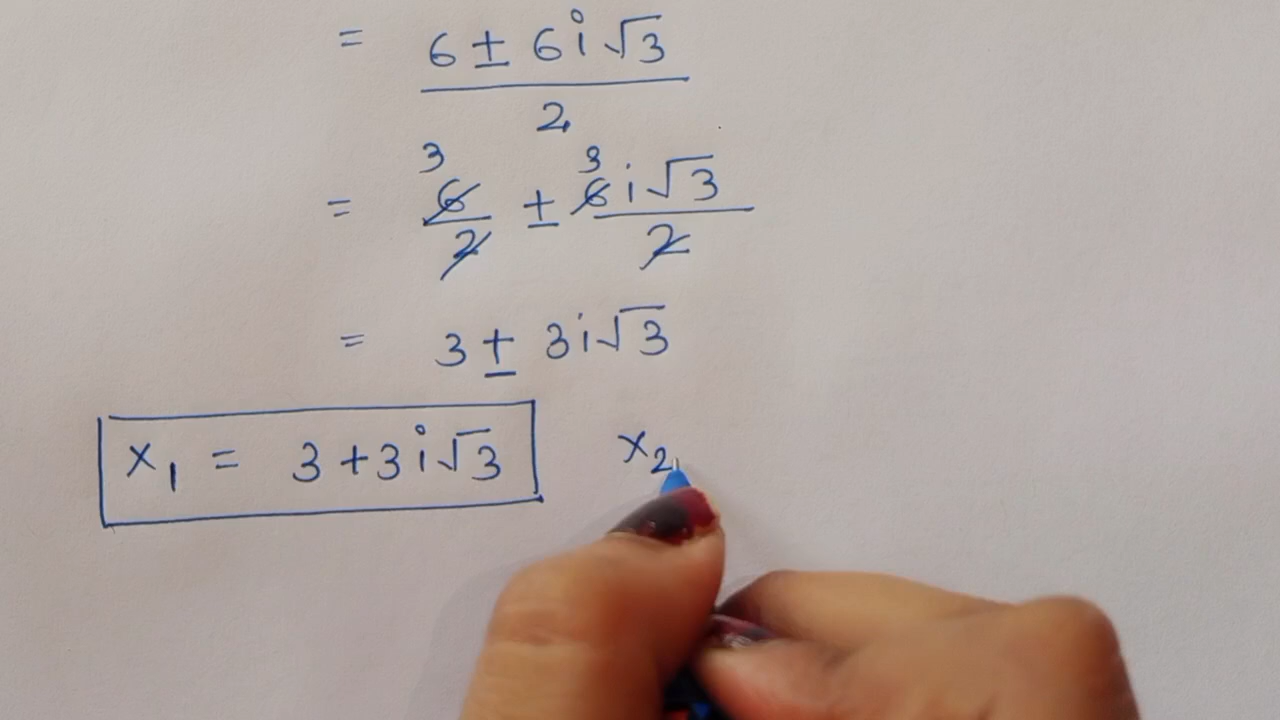 = 6 ± 6i√3
2
3 3
= 6 ± 6i√3
2 2
= 3 ± 3i√3
x₁ = 3+3i√3 x₂